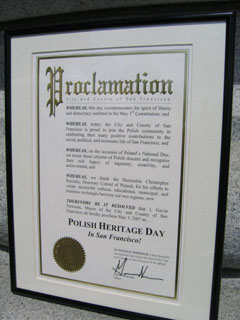 Proclamation
City and County of San Francisco
WHEREAS, this day commemorates the spirit of liberty
and democracy outlined in the May 3rd Constitution; and
WHEREAS, today, the City and County of San
Francisco is proud to join the Polish community in
celebrating their many positive contributions to the
social, political, and economic life of San Francisco; and
WHEREAS, on the occasion of Poland's National Day,
we honor those citizens of Polish descent and recognize
their rich legacy of ingenuity, creativity, and
achievement; and
WHEREAS, we thank the Honorable Christopher
Consul of Poland, for his efforts to
create successful cultural, educational, municipal, and
business exchanges between our two regions; now
THEREFORE BE IT RESOLVED that I, Gavin
Newsom, Mayor of the City and County of San
Francisco, do hereby proclaim May 3, 2007 as
POLISH HERITAGE DAY
In San Francisco!
IN WITNESS WHEREOF, I have hereunto